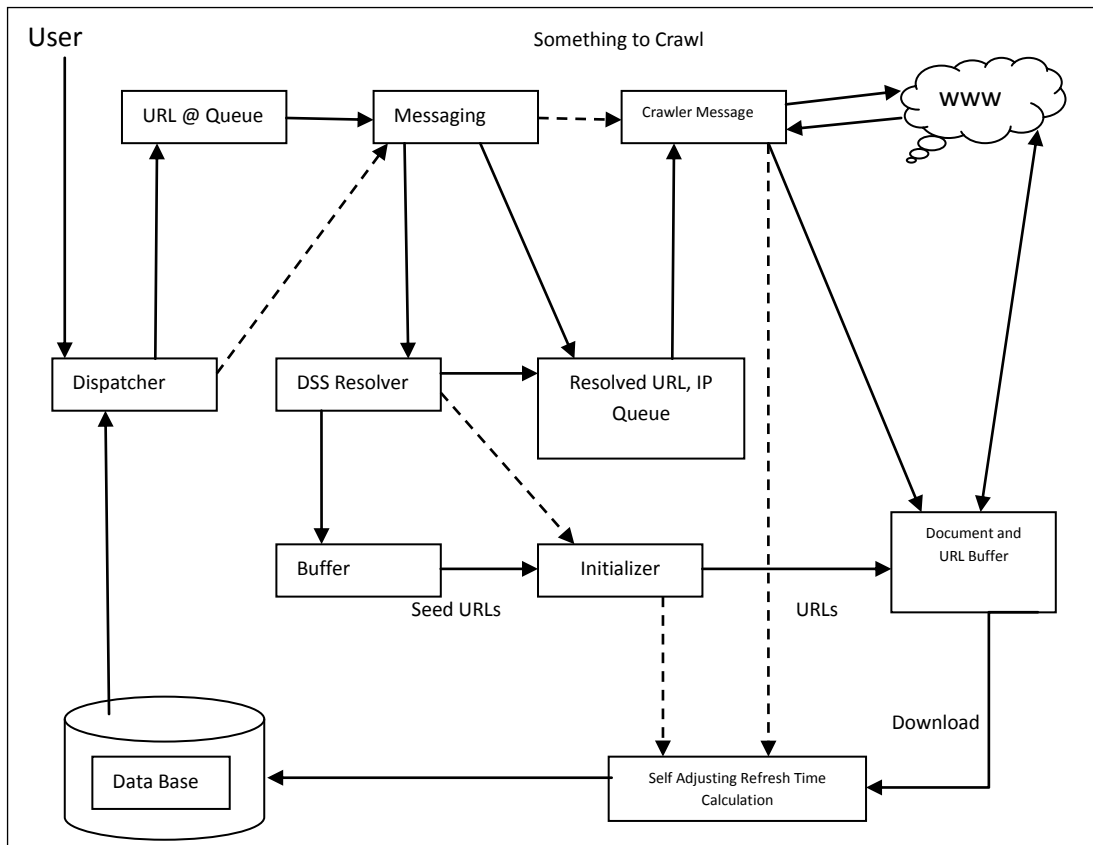 User
Something to Crawl
URL @ Queue
Messaging
Crawler Message
WWW
Dispatcher
DSS Resolver
Resolved URL, IP
Queue
Document and
URL Buffer
Buffer
Initializer
Seed URLs
URLs
Download
Data Base
Self Adjusting Refresh Time
Calculation